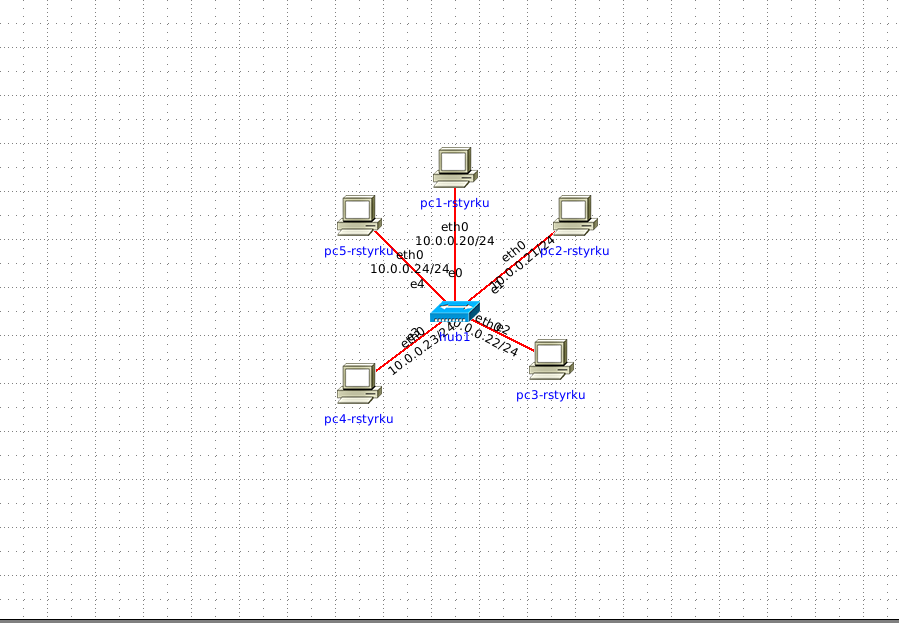 pc1-rstyrku
eth0
10.0.0.20/24
e0
pc5-rstyrku
eth0
10.0.0.24/24
e4
pc2-rstyrku
eth0
10.0.0.21/24
hub1
eth0
e2
10.0.0.22/24
e3
eth0
10.0.0.23/24
pc3-rstyrku
pc4-rstyrku